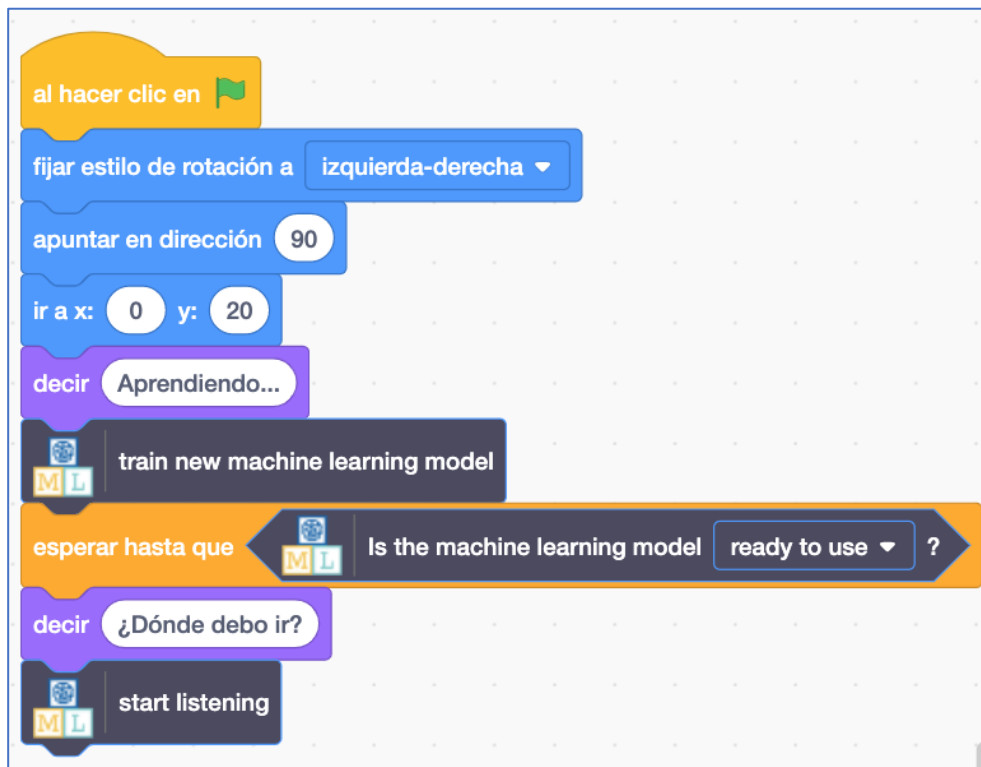 al hacer clic en
fijar estilo de rotación a izquierda-derecha
apuntar en dirección 90
ir a x: 0 y: 20
decir Aprendiendo...
ML train new machine learning model
esperar hasta que ML Is the machine learning model ready to use ?
decir ¿Dónde debo ir?
ML start listening